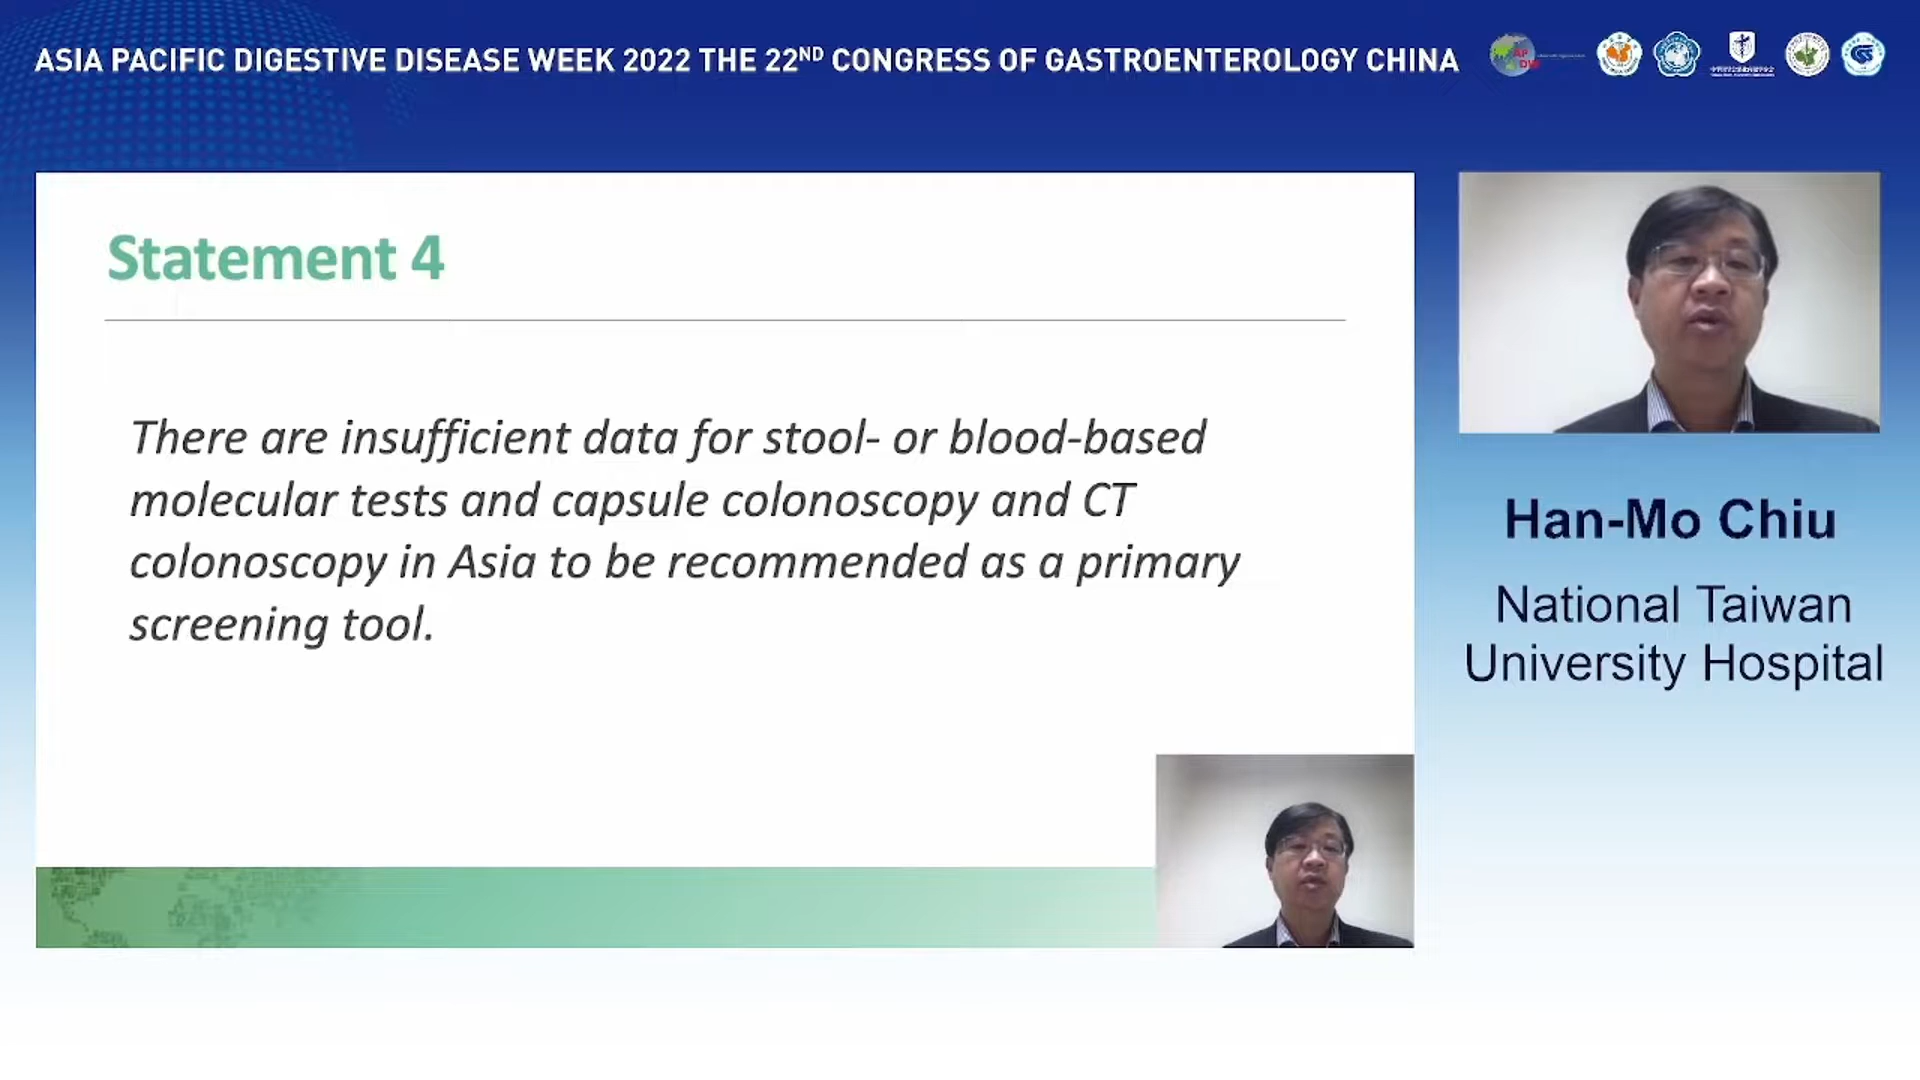 ASIA PACIFIC DIGESTIVE DISEASE WEEK 2022 THE 22ND CONGRESS OF GASTROENTEROLOGY CHINA
AP
DW
Statement 4
There are insufficient data for stool- or blood-based
molecular tests and capsule colonoscopy and CT
colonoscopy in Asia to be recommended as a primary
screening tool.
Han-Mo Chiu
National Taiwan
University Hospital